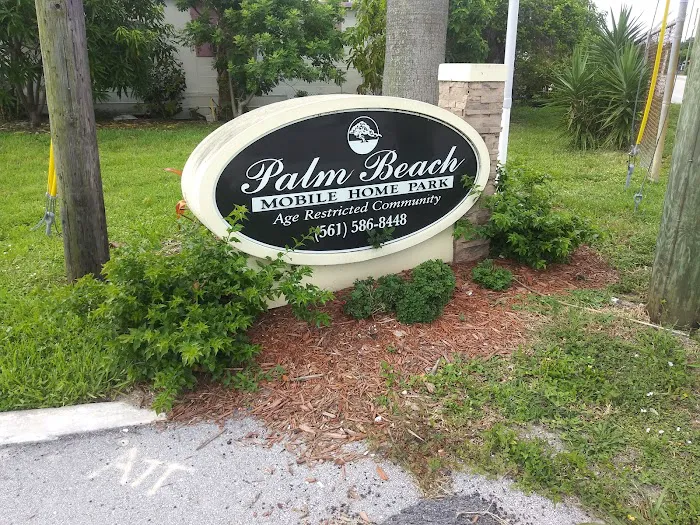 Palm Beach
MOBILE HOME PARK
Age Restricted Community
(561) 586-8448
ATT